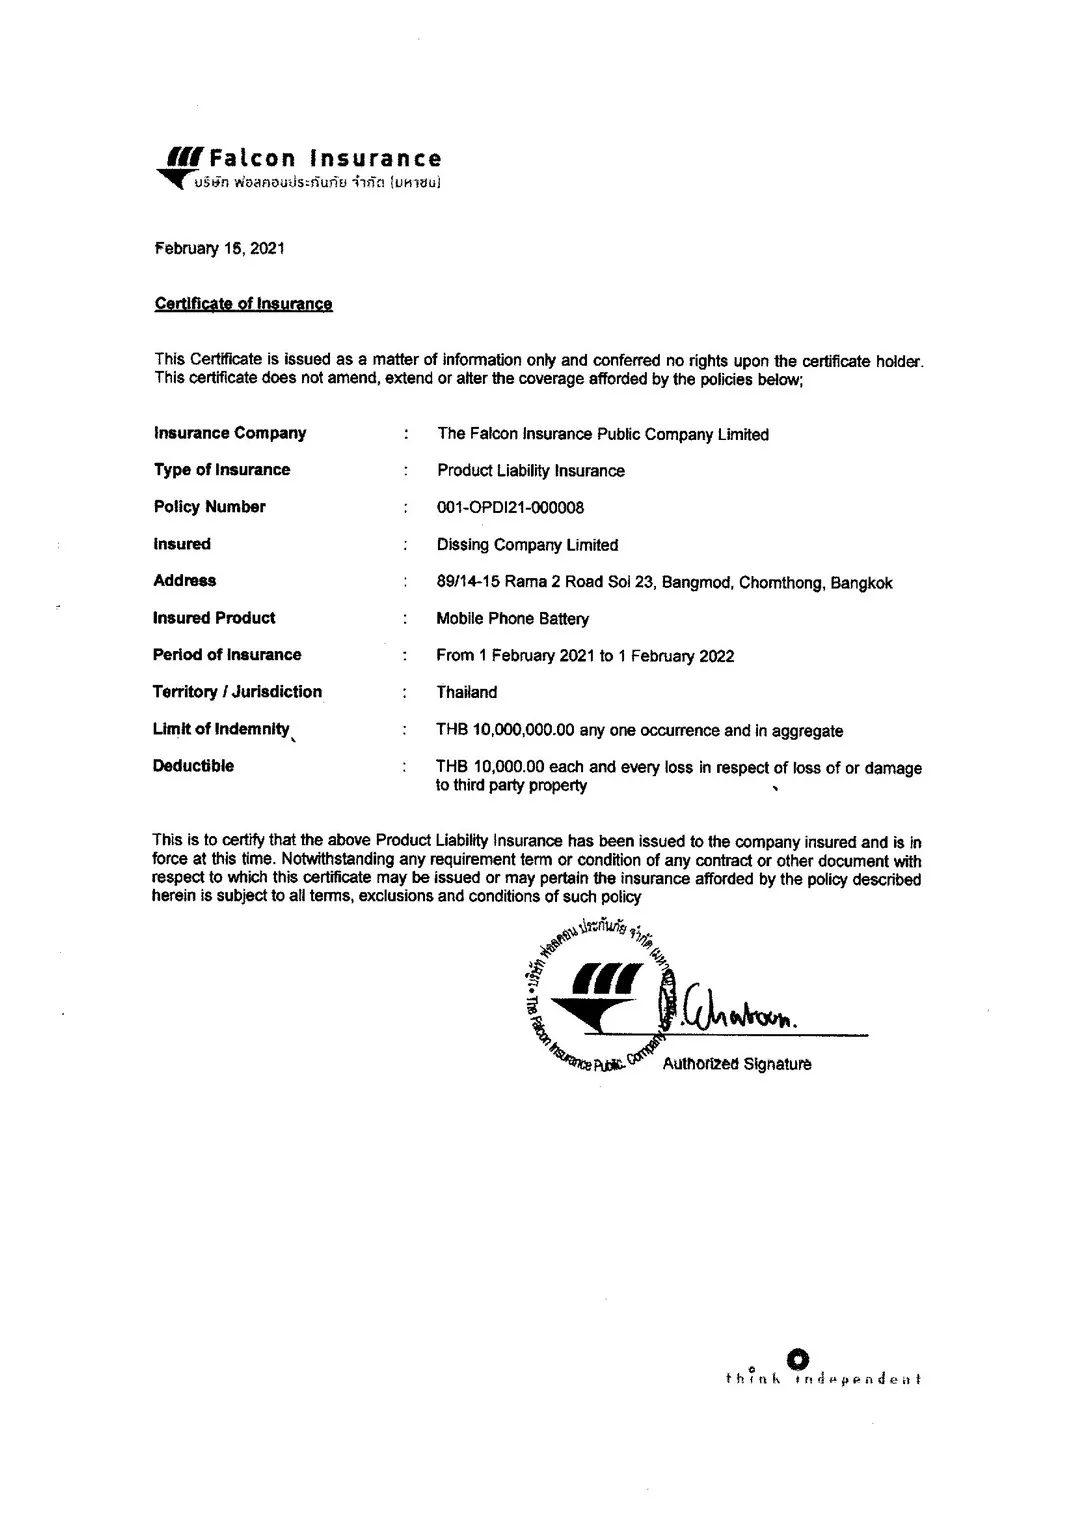 Falcon Insurance
บริษัท ฟอลคอนประกันภัย จำกัด (มหาชน)
February 15, 2021
Certificate of Insurance
This Certificate is issued as a matter of information only and conferred no rights upon the certificate holder.
This certificate does not amend, extend or alter the coverage afforded by the policies below;
Insurance Company : The Falcon Insurance Public Company Limited
Type of Insurance : Product Liability Insurance
Policy Number : 001-OPDI21-000008
Insured : Dissing Company Limited
Address : 89/14-15 Rama 2 Road Soi 23, Bangmod, Chomthong, Bangkok
Insured Product : Mobile Phone Battery
Period of Insurance : From 1 February 2021 to 1 February 2022
Territory / Jurisdiction : Thailand
Limit of Indemnity : THB 10,000,000.00 any one occurrence and in aggregate
Deductible : THB 10,000.00 each and every loss in respect of loss of or damage
to third party property
This is to certify that the above Product Liability Insurance has been issued to the company insured and is in
force at this time. Notwithstanding any requirement term or condition of any contract or other document with
respect to which this certificate may be issued or may pertain the insurance afforded by the policy described
herein is subject to all terms, exclusions and conditions of such policy
บริษัท ฟอลคอน ประกันภัย จำกัด
The Falcon Insurance Public Company
Authorized Signature
think independent